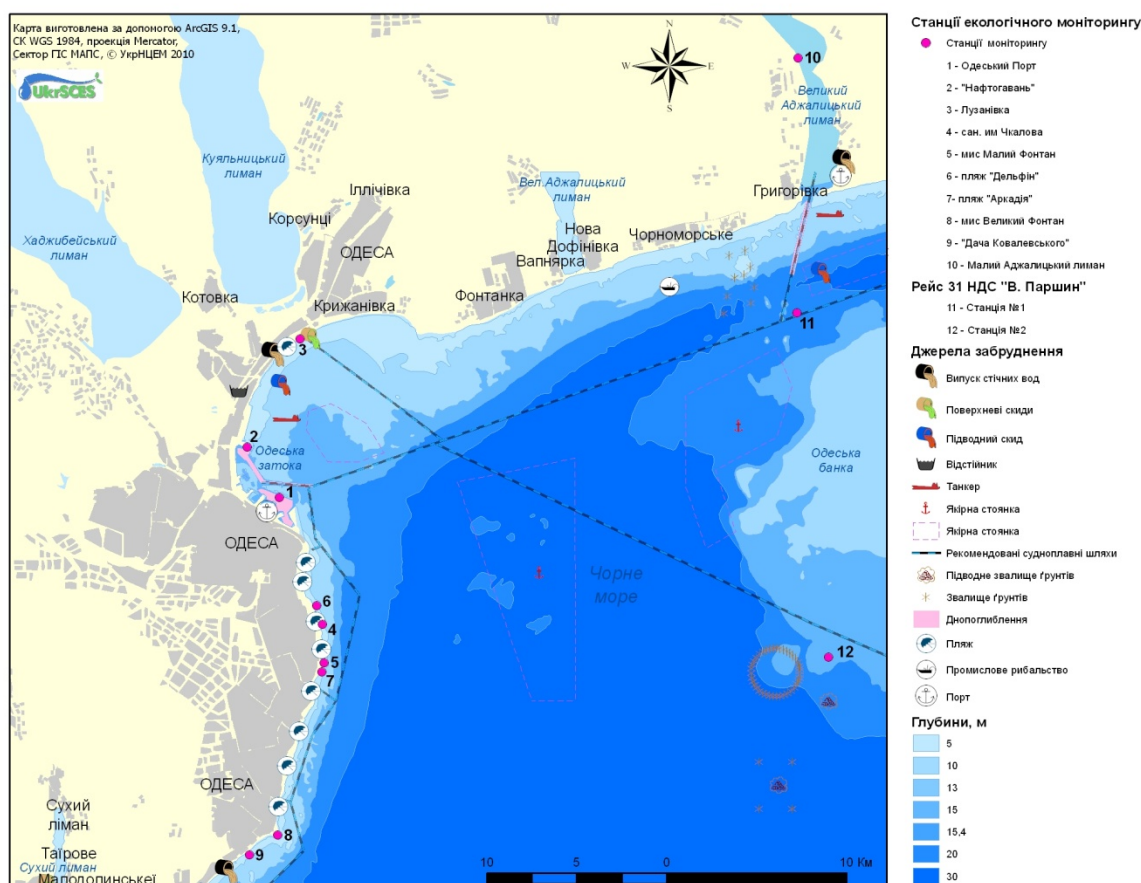 Карта виготовлена за допомогою ArcGIS 9.1,
СК WGS 1984, проекція Mercator,
Сектор ГІС МАПС, © УкрНЦЕМ 2010
UkrSCES
N
W
E
S
10
Великий
Аджалицький
лиман
Куяльницький
лиман
Іллічівка
Вел.Аджалицький
лиман
Григорівка
Корсунці
ОДЕСА
Нова
Дофінівка
Чорноморське
Хаджибейський
лиман
Вапнярка
Котовка
Крижанівка
Фонтанка
11
3
2
Одеська
затока
Одеська
банка
1
ОДЕСА
Чорне
море
6
4
5
7
12
ОДЕСА
Сухий
лиман
8
Таїрове
9
Сухий лиман
Малодолинської
10
5
0
10 Км
Станції екологічного моніторингу
Станції моніторингу
1 - Одеський Порт
2 - "Нафтогавань"
3 - Лузанівка
4 - сан. им Чкалова
5 - мис Малий Фонтан
6 - пляж "Дельфін"
7 - пляж "Аркадія"
8 - мис Великий Фонтан
9 - "Дача Ковалевського"
10 - Малий Аджалицький лиман
Рейс 31 НДС "В. Паршин"
11 - Станція №1
12 - Станція №2
Джерела забруднення
Випуск стічних вод
Поверхневі скиди
Підводний скид
Відстійник
Танкер
Якірна стоянка
Якірна стоянка
Рекомендовані судноплавні шляхи
Підводне звалище ґрунтів
Звалище ґрунтів
Днопоглиблення
Пляж
Промислове рибальство
Порт
Глубини, м
5
10
13
15
15,4
20
30